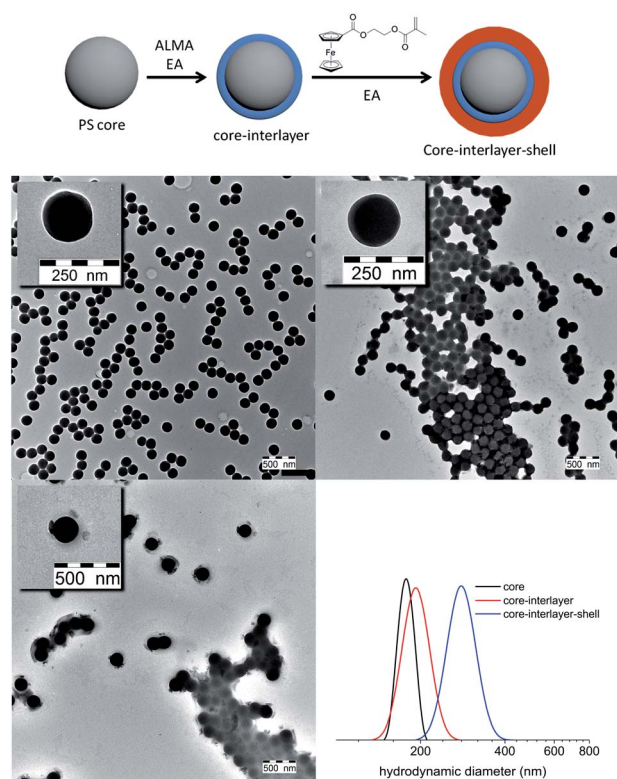 ALMA
EA
PS core
core-interlayer
O
O
O
O
Fe
EA
Core-interlayer-shell
250 nm
500
nm
250 nm
500
nm
500 nm
500
nm
core
core-interlayer
core-interlayer-shell
200
400
600
800
hydrodynamic diameter (nm)